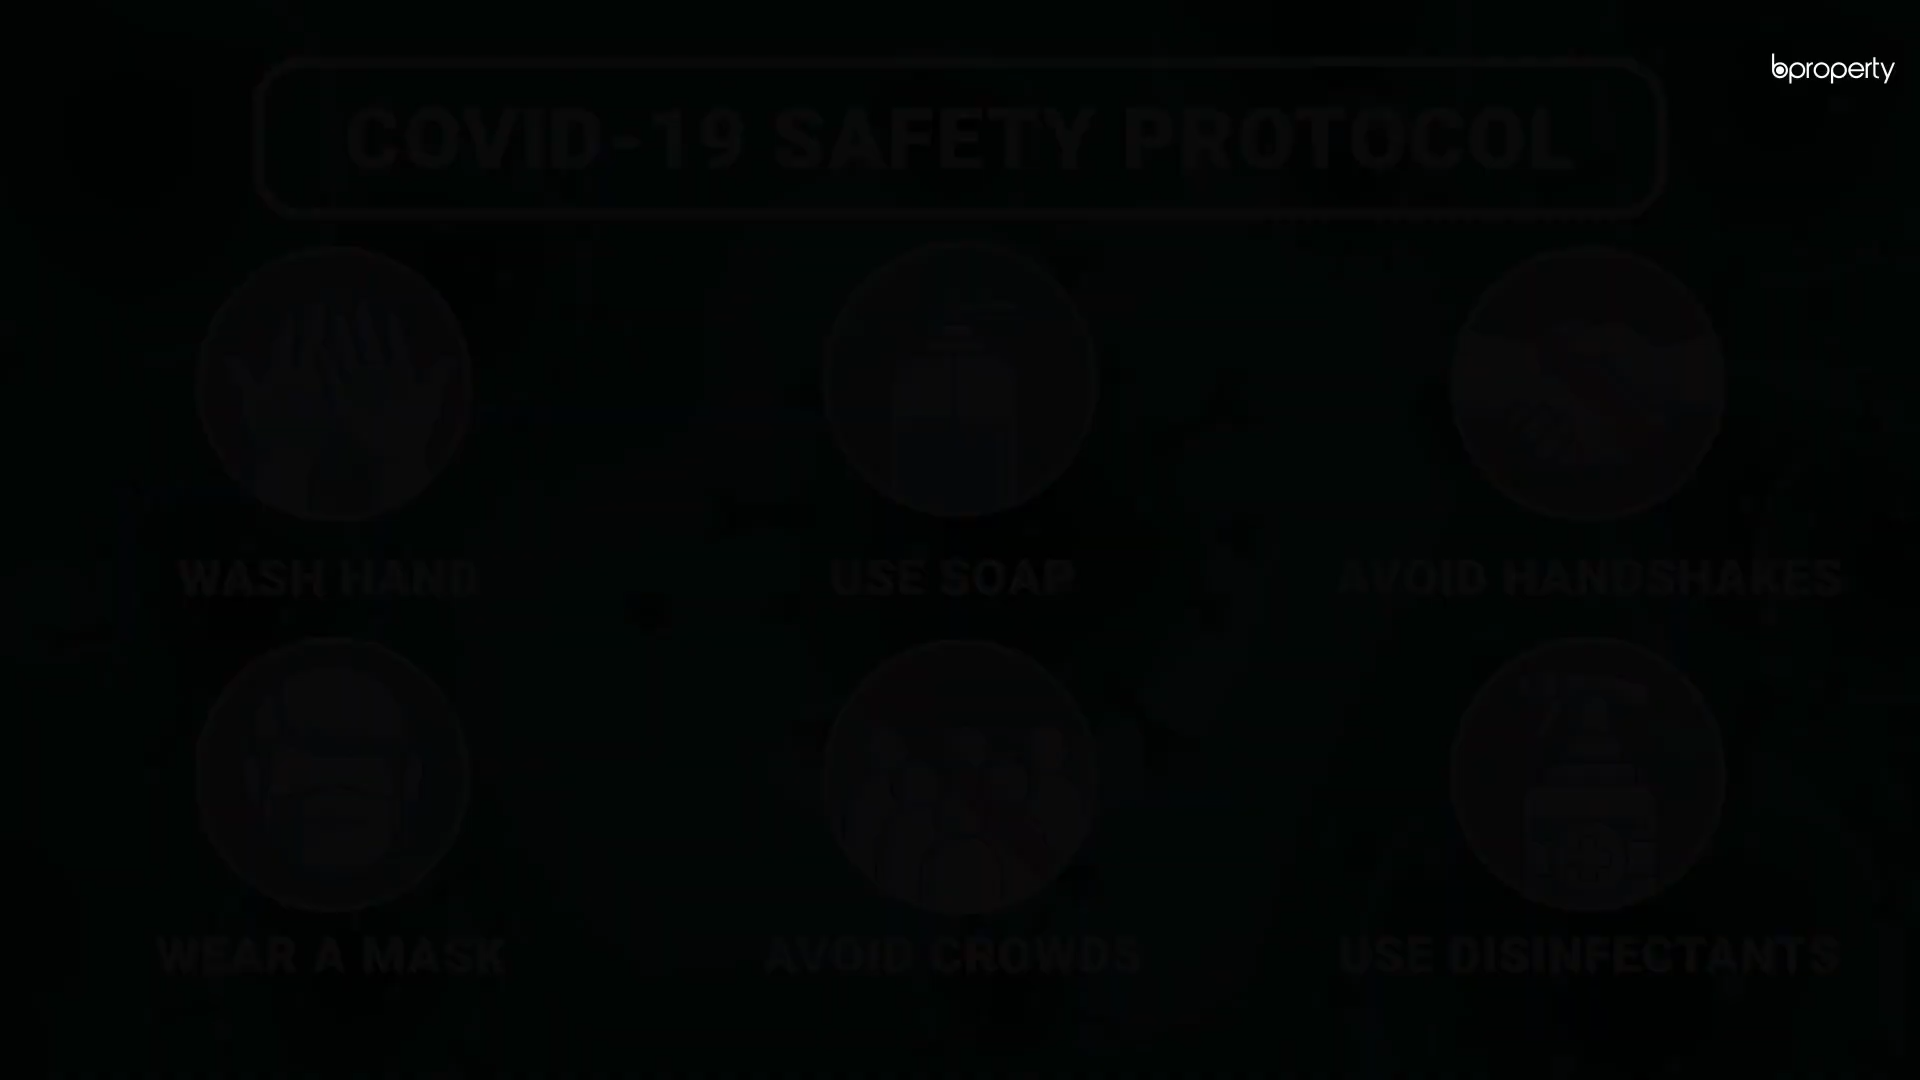 bproperty
COVID-19 SAFETY PROTOCOL
WASH HAND
USE SOAP
AVOID HANDSHAKES
WEAR A MASK
AVOID CROWDS
USE DISINFECTANTS